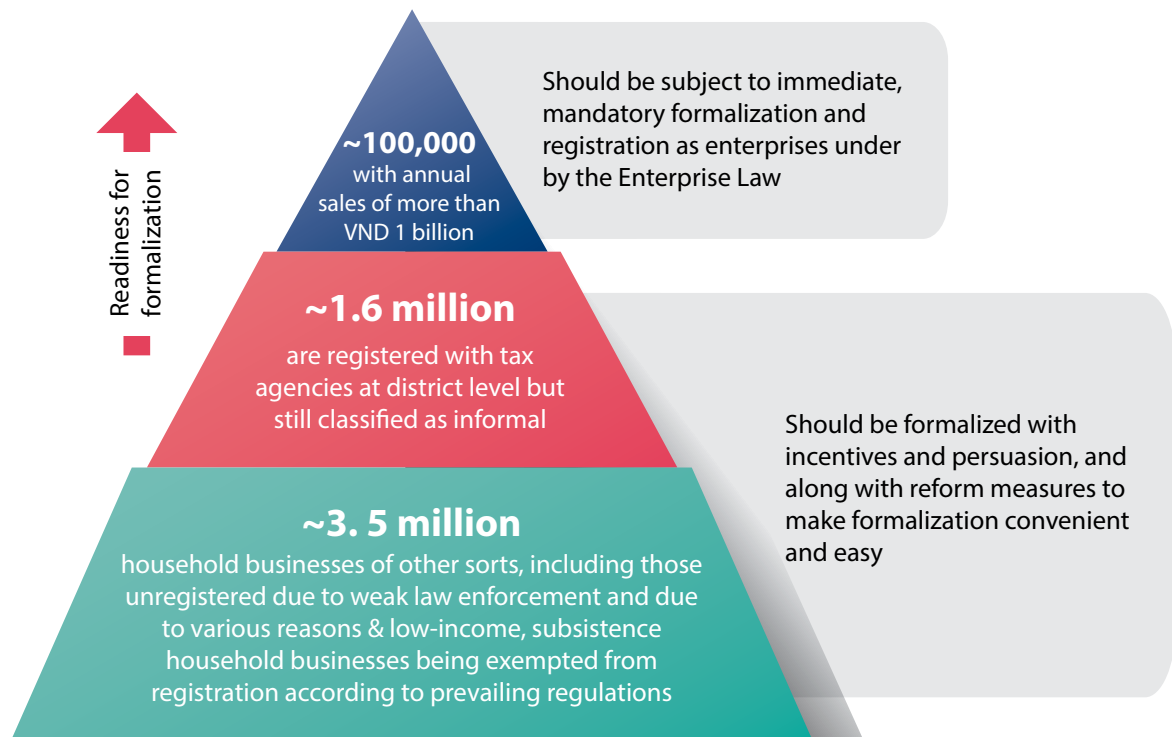 Readiness for
formalization
~100,000
with annual
sales of more than
VND 1 billion
Should be subject to immediate,
mandatory formalization and
registration as enterprises under
by the Enterprise Law
~1.6 million
are registered with tax
agencies at district level but
still classified as informal
~3. 5 million
household businesses of other sorts, including those
unregistered due to weak law enforcement and due
to various reasons & low-income, subsistence
household businesses being exempted from
registration according to prevailing regulations
Should be formalized with
incentives and persuasion, and
along with reform measures to
make formalization convenient
and easy